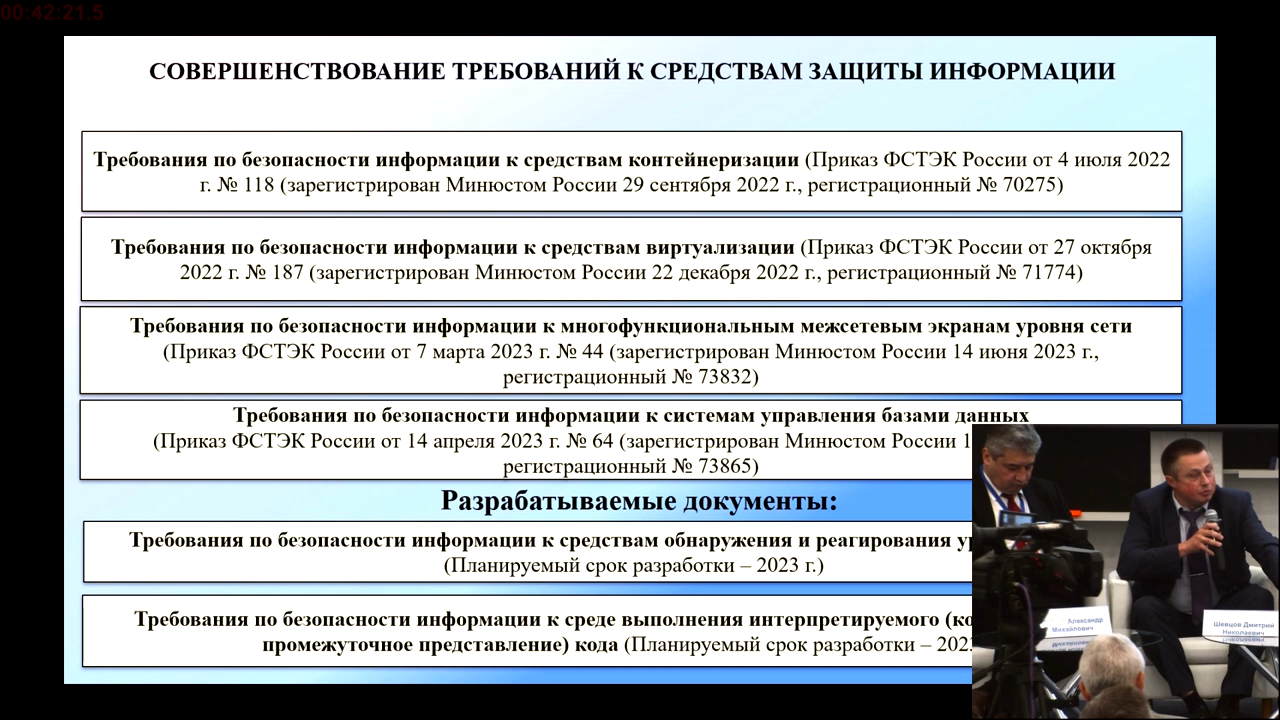 00:42:21.5
СОВЕРШЕНСТВОВАНИЕ ТРЕБОВАНИЙ К СРЕДСТВАМ ЗАЩИТЫ ИНФОРМАЦИИ
Требования по безопасности информации к средствам контейнеризации (Приказ ФСТЭК России от 4 июля 2022
г. № 118 (зарегистрирован Минюстом России 29 сентября 2022 г., регистрационный № 70275)
Требования по безопасности информации к средствам виртуализации (Приказ ФСТЭК России от 27 октября
2022 г. № 187 (зарегистрирован Минюстом России 22 декабря 2022 г., регистрационный № 71774)
Требования по безопасности информации к многофункциональным межсетевым экранам уровня сети
(Приказ ФСТЭК России от 7 марта 2023 г. № 44 (зарегистрирован Минюстом России 14 июня 2023 г.,
регистрационный № 73832)
Требования по безопасности информации к системам управления базами данных
(Приказ ФСТЭК России от 14 апреля 2023 г. № 64 (зарегистрирован Минюстом России 1
регистрационный № 73865)
Разрабатываемые документы:
Требования по безопасности информации к средствам обнаружения и реагирования
(Планируемый срок разработки – 2023 г.)
Требования по безопасности информации к среде выполнения интерпретируемого (ко
промежуточное представление) кода (Планируемый срок разработки – 202
Александр
Михайлович
Шевцов Дмитрий
Николаевич